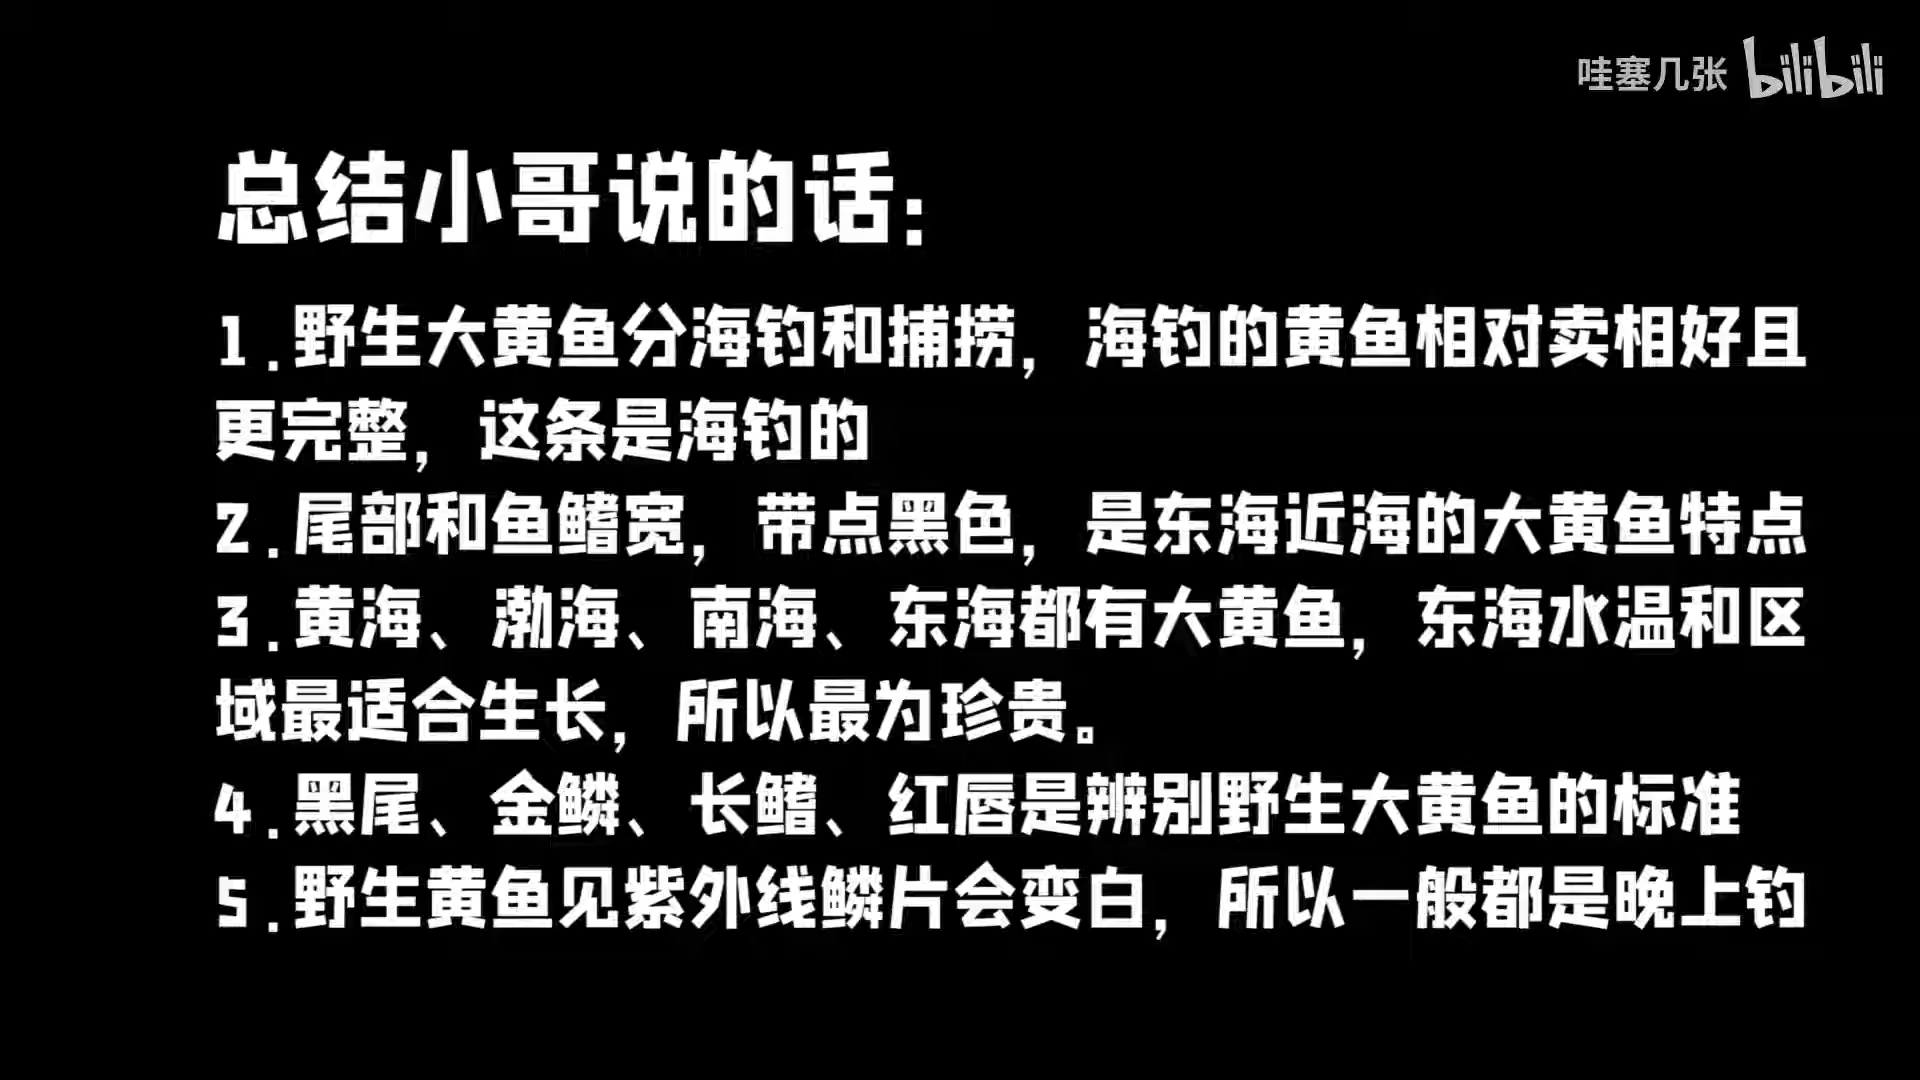 哇塞几张 bilibili
总结小哥说的话：
1.野生大黄鱼分海钓和捕捞，海钓的黄鱼相对卖相好且
更完整，这条是海钓的
2.尾部和鱼鳍宽，带点黑色，是东海近海的大黄鱼特点
3.黄海、渤海、南海、东海都有大黄鱼，东海水温和区
域最适合生长，所以最为珍贵。
4.黑尾、金鳞、长鳍、红唇是辨别野生大黄鱼的标准
5.野生黄鱼见紫外线鳞片会变白，所以一般都是晚上钓